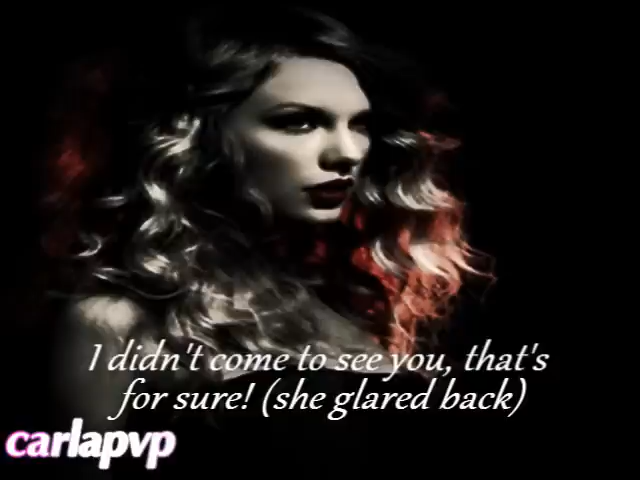 I didn't come to see you, that's
for sure! (she glared back)
carlapvp